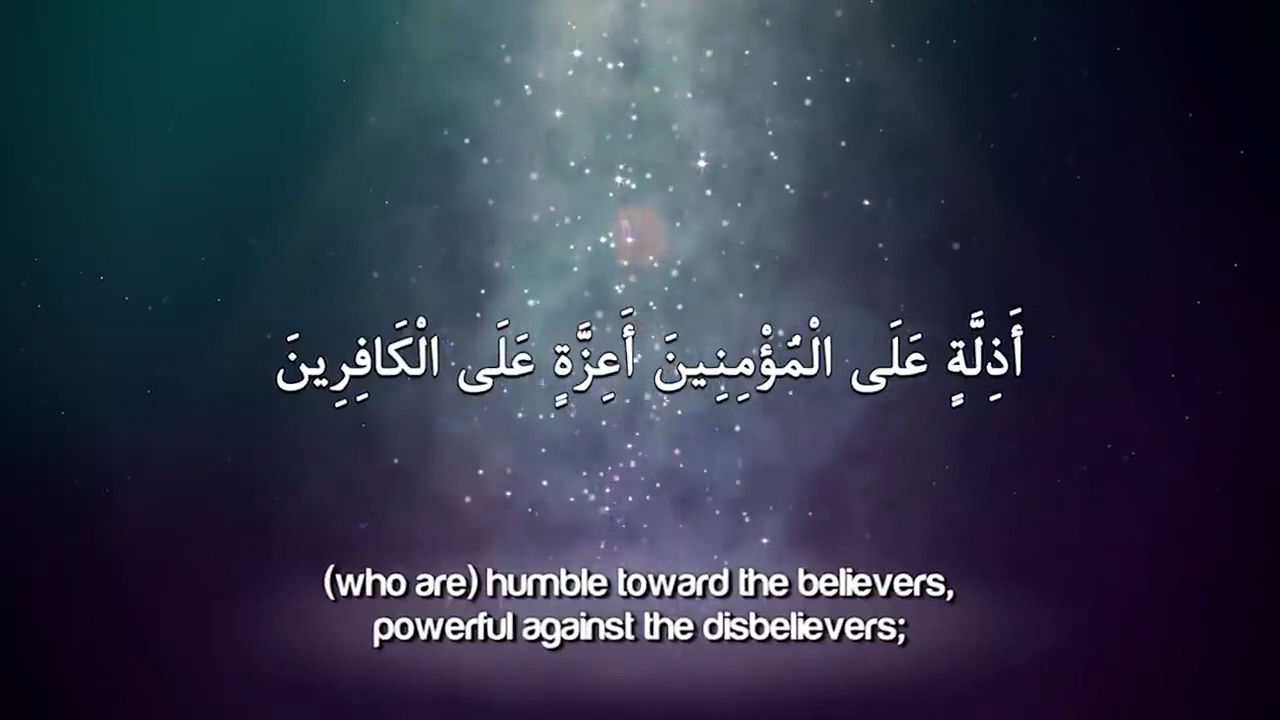 أَذِلَّةٍ عَلَى الْمُؤْمِنِينَ أَعِزَّةٍ عَلَى الْكَافِرِينَ
(who are) humble toward the believers,
powerful against the disbelievers;